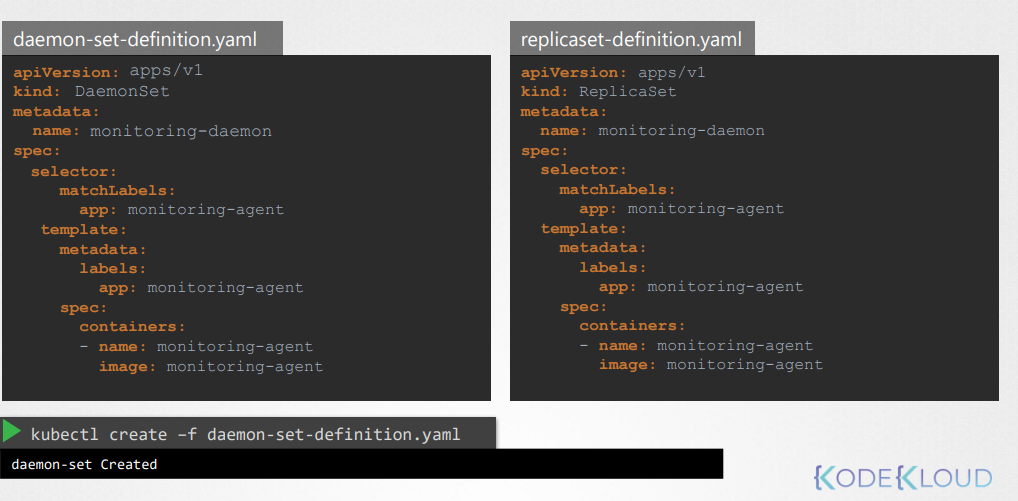 daemon-set-definition.yaml
apiVersion: apps/v1
kind: DaemonSet
metadata:
name: monitoring-daemon
spec:
selector:
matchLabels:
app: monitoring-agent
template:
metadata:
labels:
app: monitoring-agent
spec:
containers:
- name: monitoring-agent
image: monitoring-agent
replicaset-definition.yaml
apiVersion: apps/v1
kind: ReplicaSet
metadata:
name: monitoring-daemon
spec:
selector:
matchLabels:
app: monitoring-agent
template:
metadata:
labels:
app: monitoring-agent
spec:
containers:
- name: monitoring-agent
image: monitoring-agent
kubectl create –f daemon-set-definition.yaml
daemon-set Created
KODEKLOUD